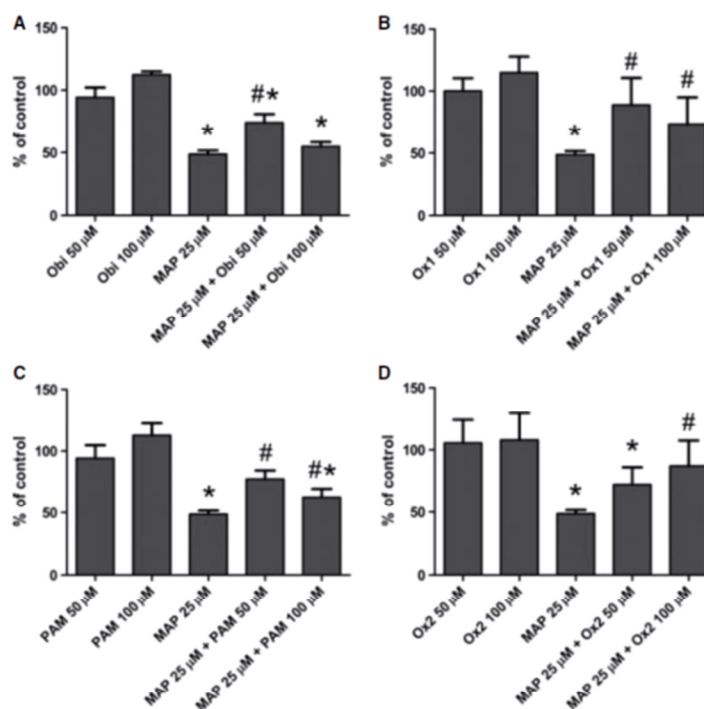 A
% of control
150
100
50
0
*
#*
*
Obi 50 µM
Obi 100 µM
MAP 25 µM
MAP 25 µM + Obi 50 µM
MAP 25 µM + Obi 100 µM
B
% of control
150
100
50
0
*
#
#
Ox1 50 µM
Ox1 100 µM
MAP 25 µM
MAP 25 µM + Ox1 50 µM
MAP 25 µM + Ox1 100 µM
C
% of control
150
100
50
0
*
#
#*
PAM 50 µM
PAM 100 µM
MAP 25 µM
MAP 25 µM + PAM 50 µM
MAP 25 µM + PAM 100 µM
D
% of control
150
100
50
0
*
*
#
Ox2 50 µM
Ox2 100 µM
MAP 25 µM
MAP 25 µM + Ox2 50 µM
MAP 25 µM + Ox2 100 µM